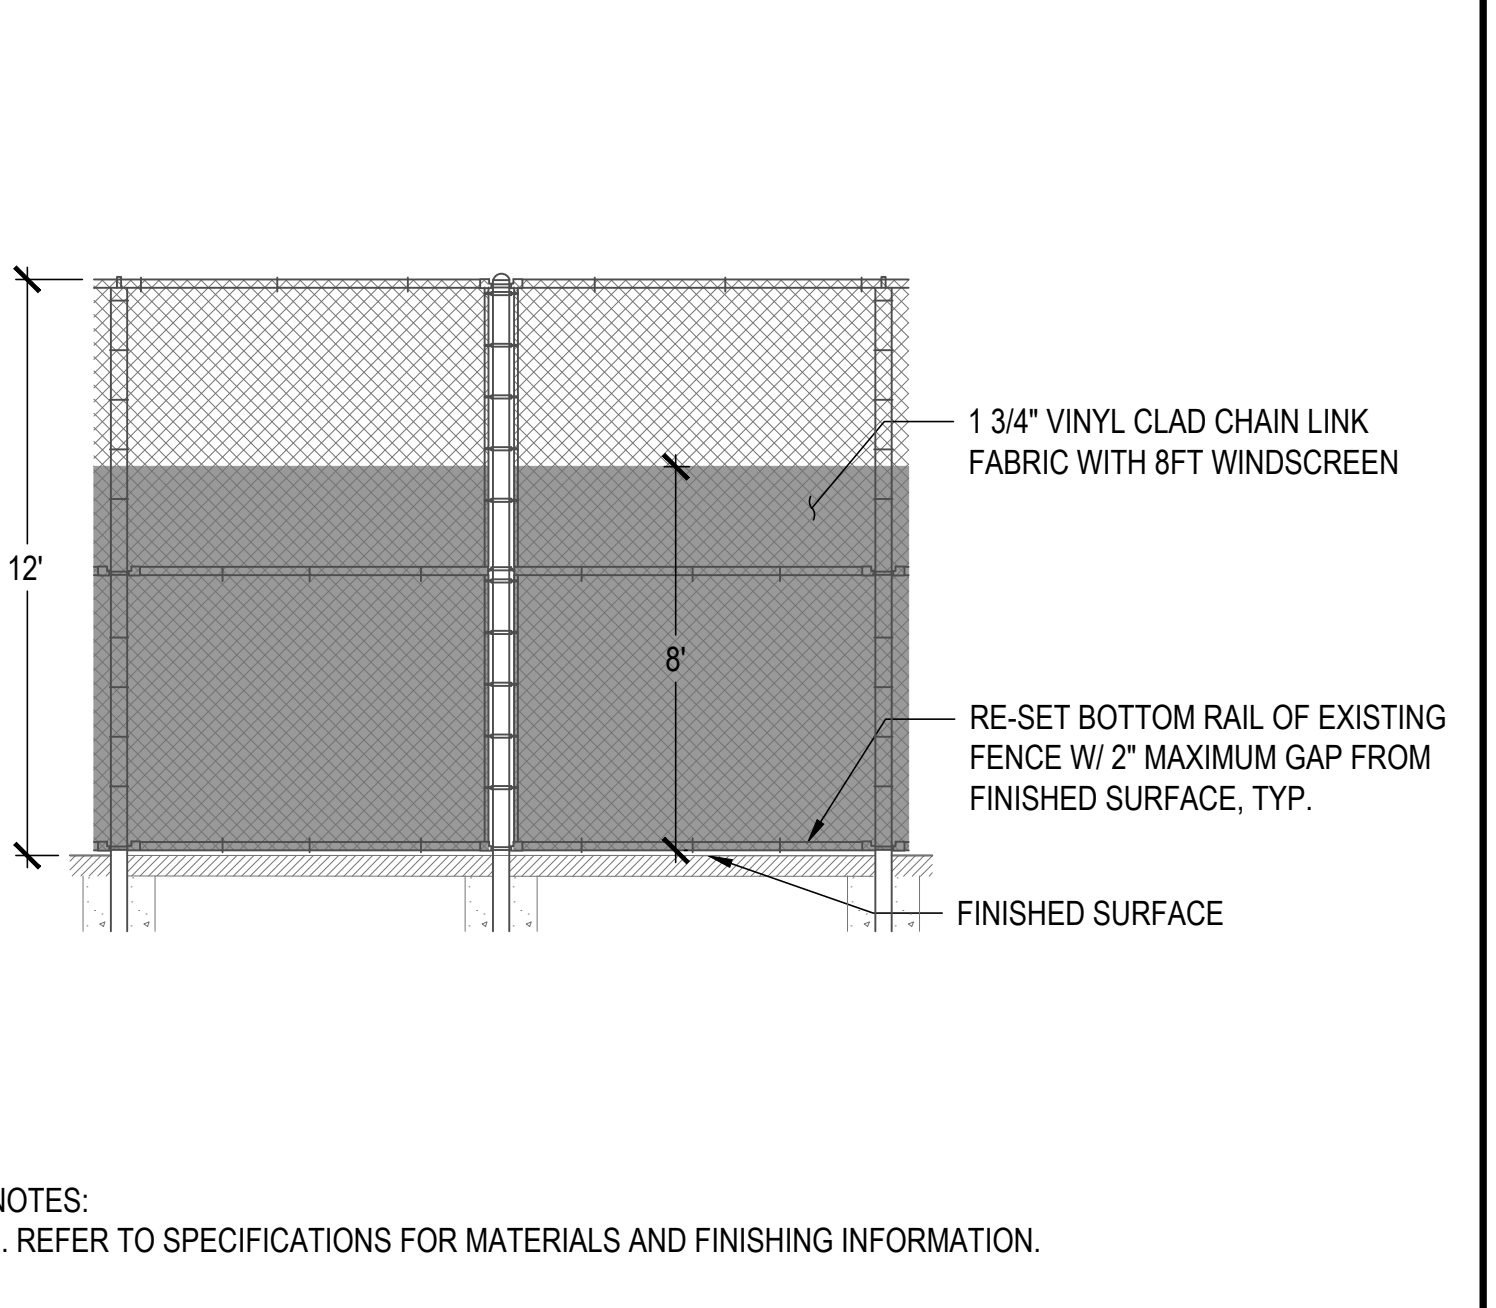 1 3/4" VINYL CLAD CHAIN LINK
FABRIC WITH 8FT WINDSCREEN
12'
8'
RE-SET BOTTOM RAIL OF EXISTING
FENCE W/ 2" MAXIMUM GAP FROM
FINISHED SURFACE, TYP.
FINISHED SURFACE
NOTES:
. REFER TO SPECIFICATIONS FOR MATERIALS AND FINISHING INFORMATION.